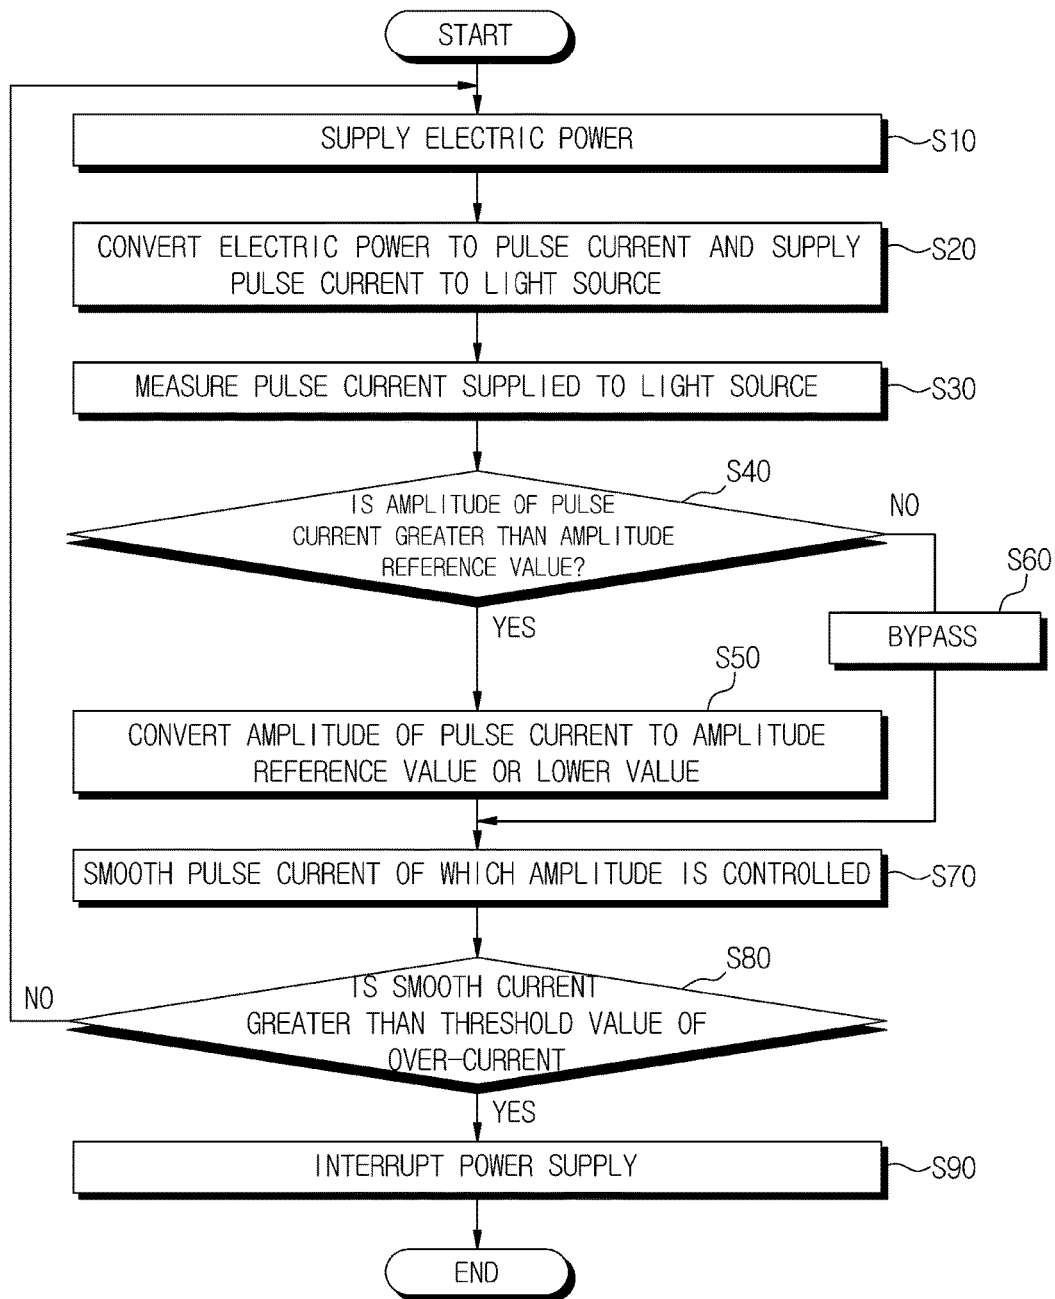 START
SUPPLY ELECTRIC POWER
S10
CONVERT ELECTRIC POWER TO PULSE CURRENT AND SUPPLY
PULSE CURRENT TO LIGHT SOURCE
S20
MEASURE PULSE CURRENT SUPPLIED TO LIGHT SOURCE
S30
S40
IS AMPLITUDE OF PULSE
CURRENT GREATER THAN AMPLITUDE
REFERENCE VALUE?
NO
YES
S60
BYPASS
S50
CONVERT AMPLITUDE OF PULSE CURRENT TO AMPLITUDE
REFERENCE VALUE OR LOWER VALUE
SMOOTH PULSE CURRENT OF WHICH AMPLITUDE IS CONTROLLED
S70
S80
IS SMOOTH CURRENT
GREATER THAN THRESHOLD VALUE OF
OVER-CURRENT
NO
YES
INTERRUPT POWER SUPPLY
S90
END